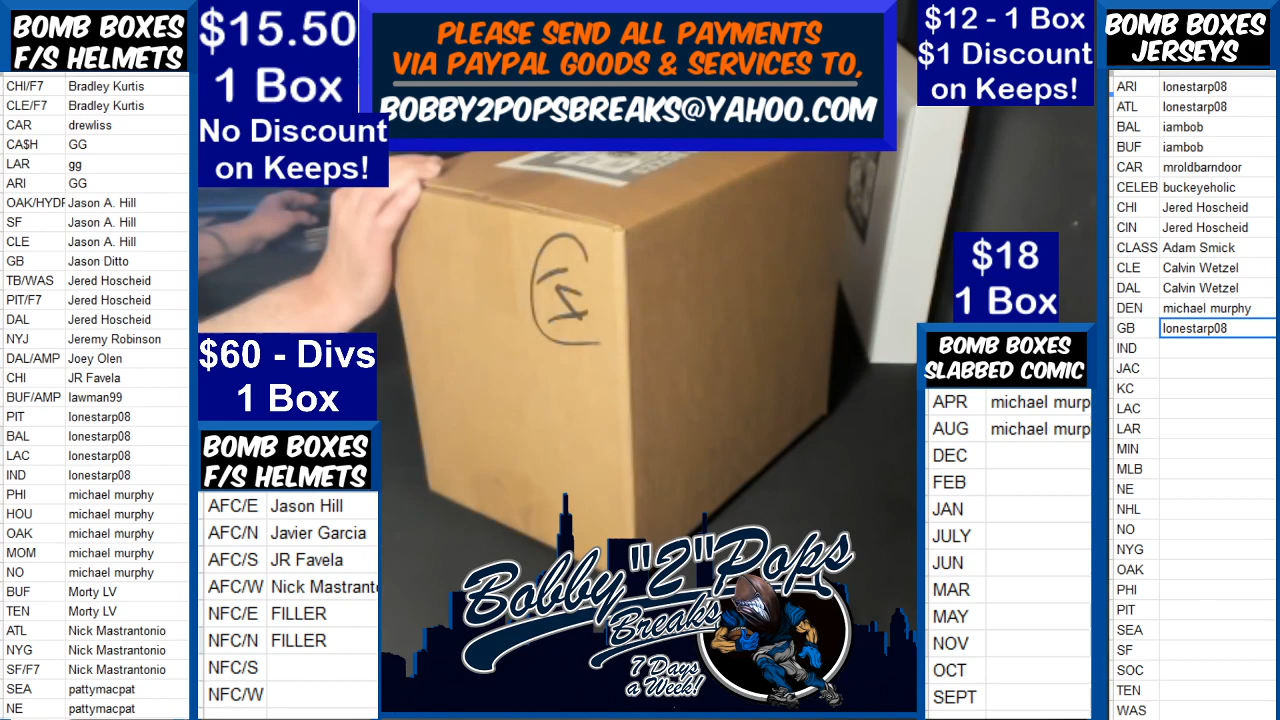 BOMB BOXES
F/S HELMETS
CHI/F7 Bradley Kurtis
CLE/F7 Bradley Kurtis
CAR drewliss
CA$H GG
LAR gg
ARI GG
OAK/HYDF Jason A. Hill
SF Jason A. Hill
CLE Jason A. Hill
GB Jason Ditto
TB/WAS Jered Hoscheid
PIT/F7 Jered Hoscheid
DAL Jered Hoscheid
NYJ Jeremy Robinson
DAL/AMP Joey Olen
CHI JR Favela
BUF/AMP lawman99
PIT lonestarp08
BAL lonestarp08
LAC lonestarp08
IND lonestarp08
PHI michael murphy
HOU michael murphy
OAK michael murphy
MOM michael murphy
NO michael murphy
BUF Morty LV
TEN Morty LV
ATL Nick Mastrantonio
NYG Nick Mastrantonio
SF/F7 Nick Mastrantonio
SEA pattymacpat
NE pattymacpat
$15.50
1 Box
No Discount
on Keeps!
$60 - Divs
1 Box
BOMB BOXES
F/S HELMETS
AFC/E Jason Hill
AFC/N Javier Garcia
AFC/S JR Favela
AFC/W Nick Mastranto
NFC/E FILLER
NFC/N FILLER
NFC/S
NFC/W
PLEASE SEND ALL PAYMENTS
VIA PAYPAL GOODS & SERVICES TO,
BOBBY2POPSBREAKS@YAHOO.COM
Bobby "2" Pops
Breaks
7 Days
a Week!
$12 - 1 Box
$1 Discount
on Keeps!
$18
1 Box
BOMB BOXES
SLABBED COMIC
APR michael murp
AUG michael murp
DEC
FEB
JAN
JULY
JUN
MAR
MAY
NOV
OCT
SEPT
BOMB BOXES
JERSEYS
ARI lonestarp08
ATL lonestarp08
BAL iambob
BUF iambob
CAR mroldbarndoor
CELEB buckeyeholic
CHI Jered Hoscheid
CIN Jered Hoscheid
CLASS Adam Smick
CLE Calvin Wetzel
DAL Calvin Wetzel
DEN michael murphy
GB lonestarp08
IND
JAC
KC
LAC
LAR
MIN
MLB
NE
NHL
NO
NYG
OAK
PHI
PIT
SEA
SF
SOC
TEN
WAS